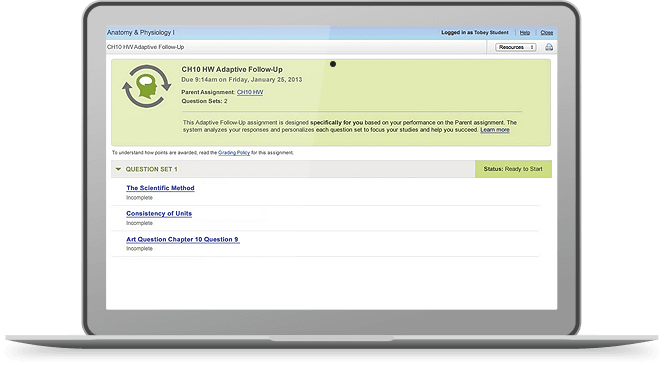 Anatomy & Physiology I
Logged in as Tobey Student | Help | Close
CH10 HW Adaptive Follow-Up
Resources
CH10 HW Adaptive Follow-Up
Due 9:14am on Friday, January 25, 2013
Parent Assignment: CH10 HW
Question Sets: 2
This Adaptive Follow-Up assignment is designed specifically for you based on your performance on the Parent assignment. The
system analyzes your responses and personalizes each question set to focus your studies and help you succeed. Learn more
To understand how points are awarded, read the Grading Policy for this assignment.
QUESTION SET 1
Status: Ready to Start
The Scientific Method
Incomplete
Consistency of Units
Incomplete
Art Question Chapter 10 Question 9
Incomplete